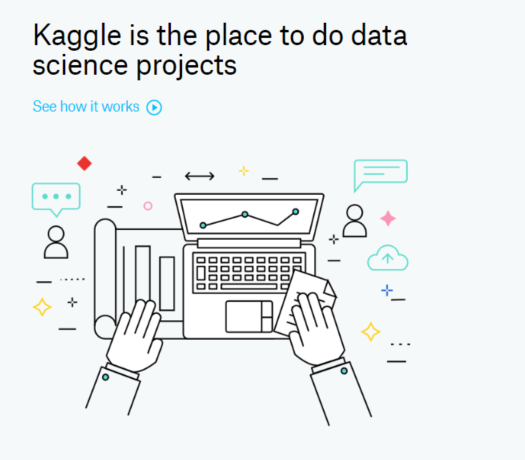 Kaggle is the place to do data
science projects
See how it works